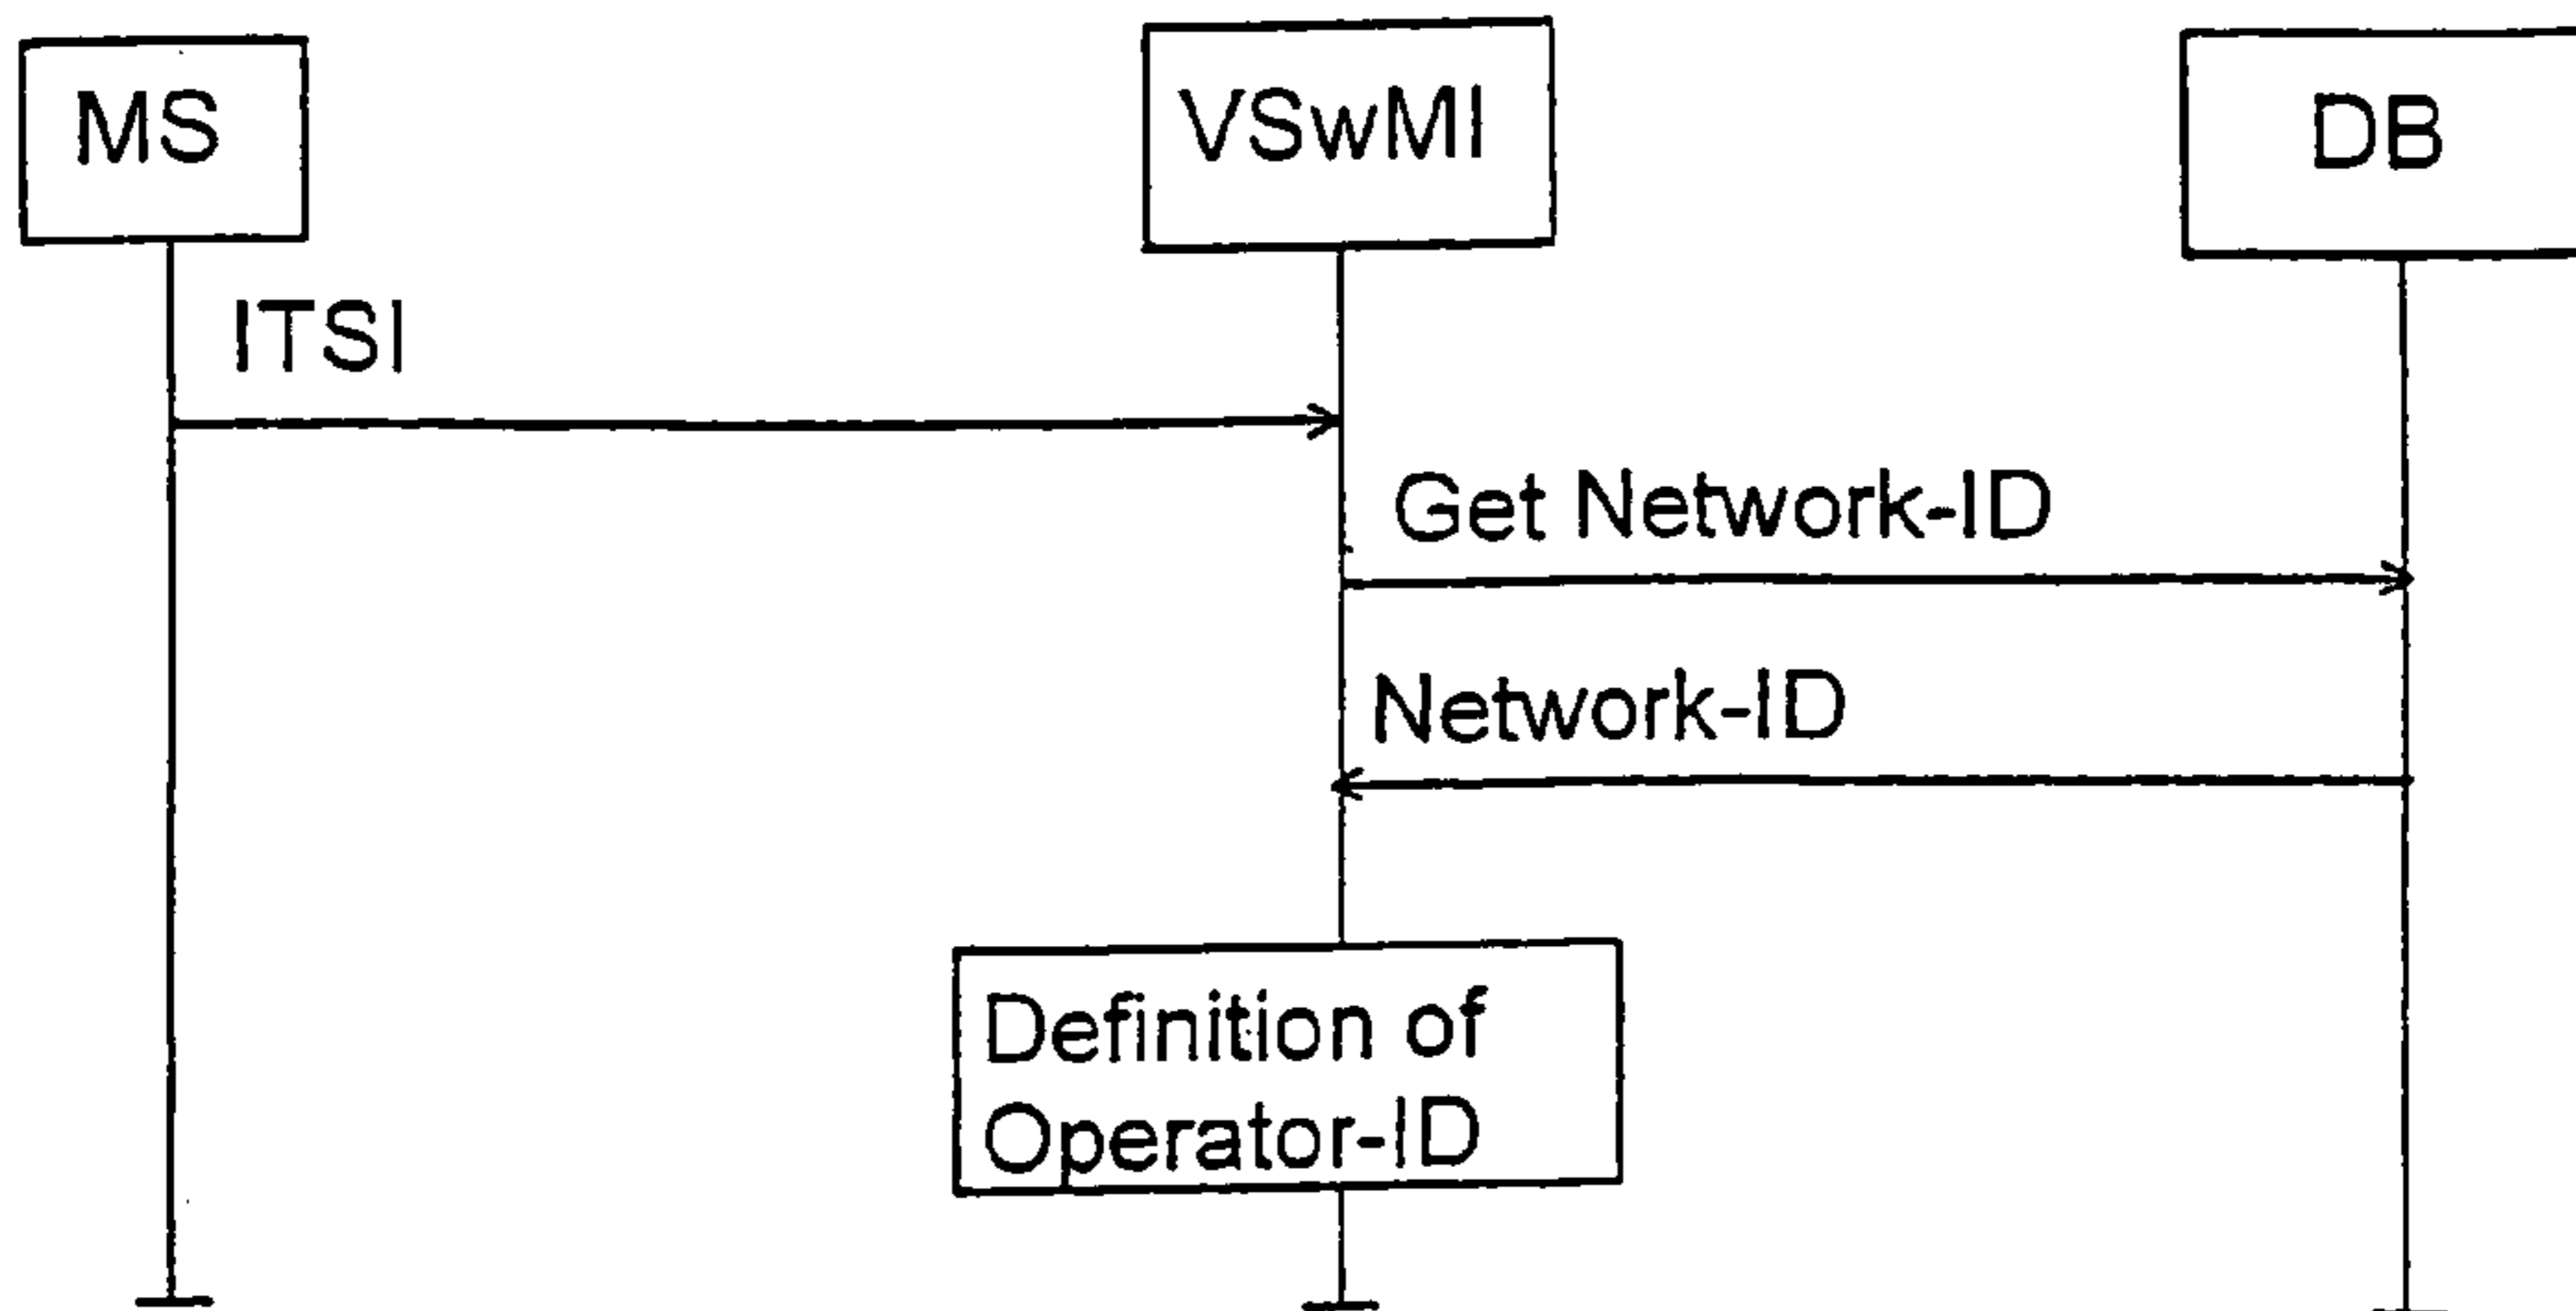 MS
VSwMI
DB
ITSI
Get Network-ID
Network-ID
Definition of
Operator-ID